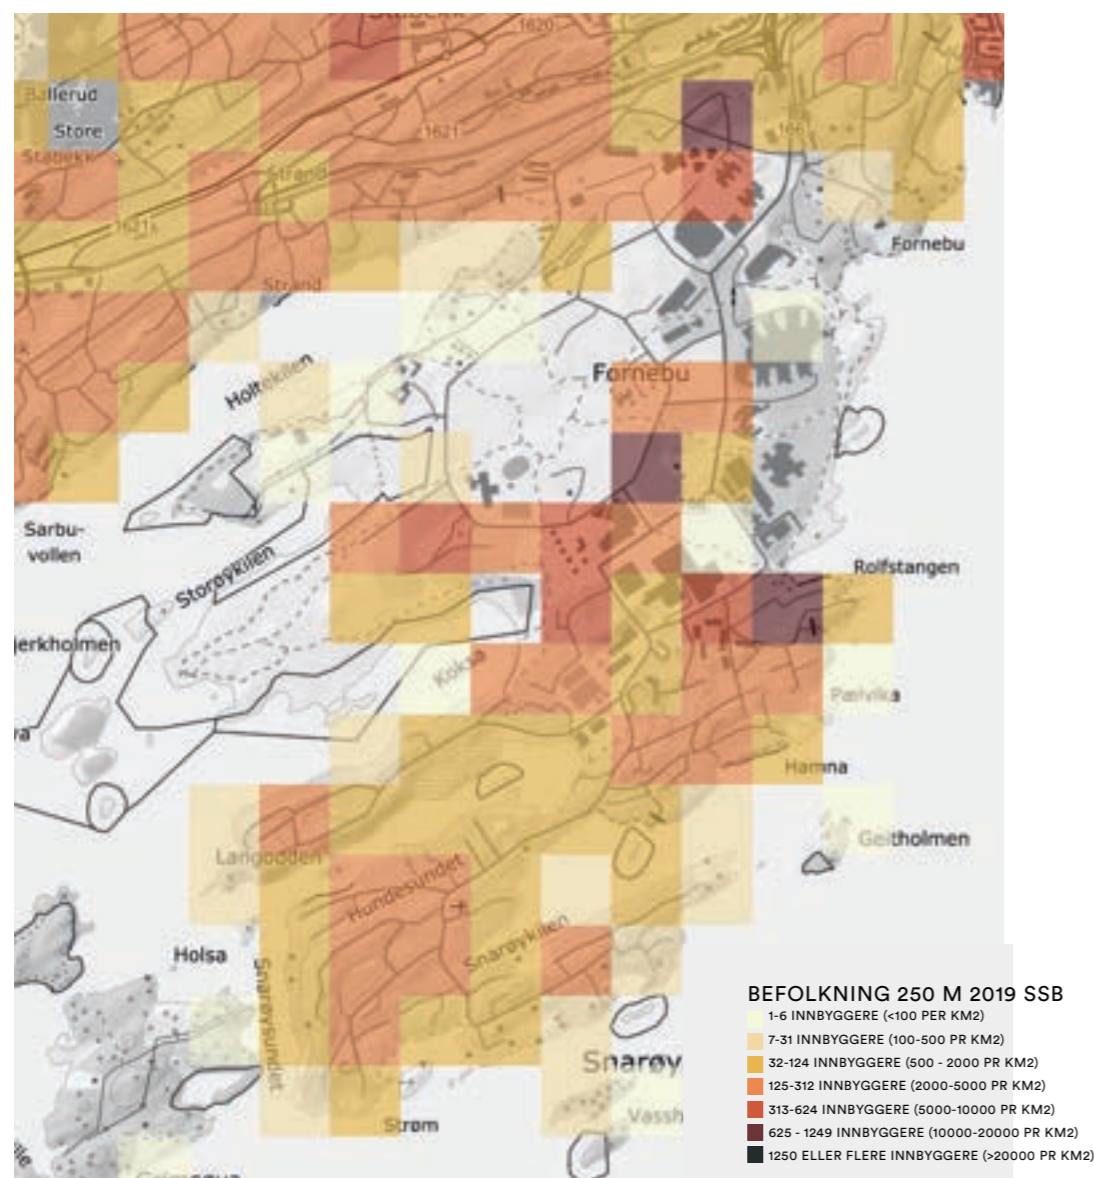 Stabekk
1620
Ballerud
Store
Stabekk
1621
166
Strand
1621
Fornebu
Strand
Holtekilen
Fornebu
Sarbu-
vollen
Storøykilen
Rolfstangen
jerkholmen
Koksa
Pælvika
va
Hamna
Langodden
Geitholmen
Hundesundet
Snarøykilen
Holsa
Snarøysundet
Snarøy
Vassh
Strøm
BEFOLKNING 250 M 2019 SSB
1-6 INNBYGGERE (<100 PER KM2)
7-31 INNBYGGERE (100-500 PR KM2)
32-124 INNBYGGERE (500 - 2000 PR KM2)
125-312 INNBYGGERE (2000-5000 PR KM2)
313-624 INNBYGGERE (5000-10000 PR KM2)
625 - 1249 INNBYGGERE (10000-20000 PR KM2)
1250 ELLER FLERE INNBYGGERE (>20000 PR KM2)